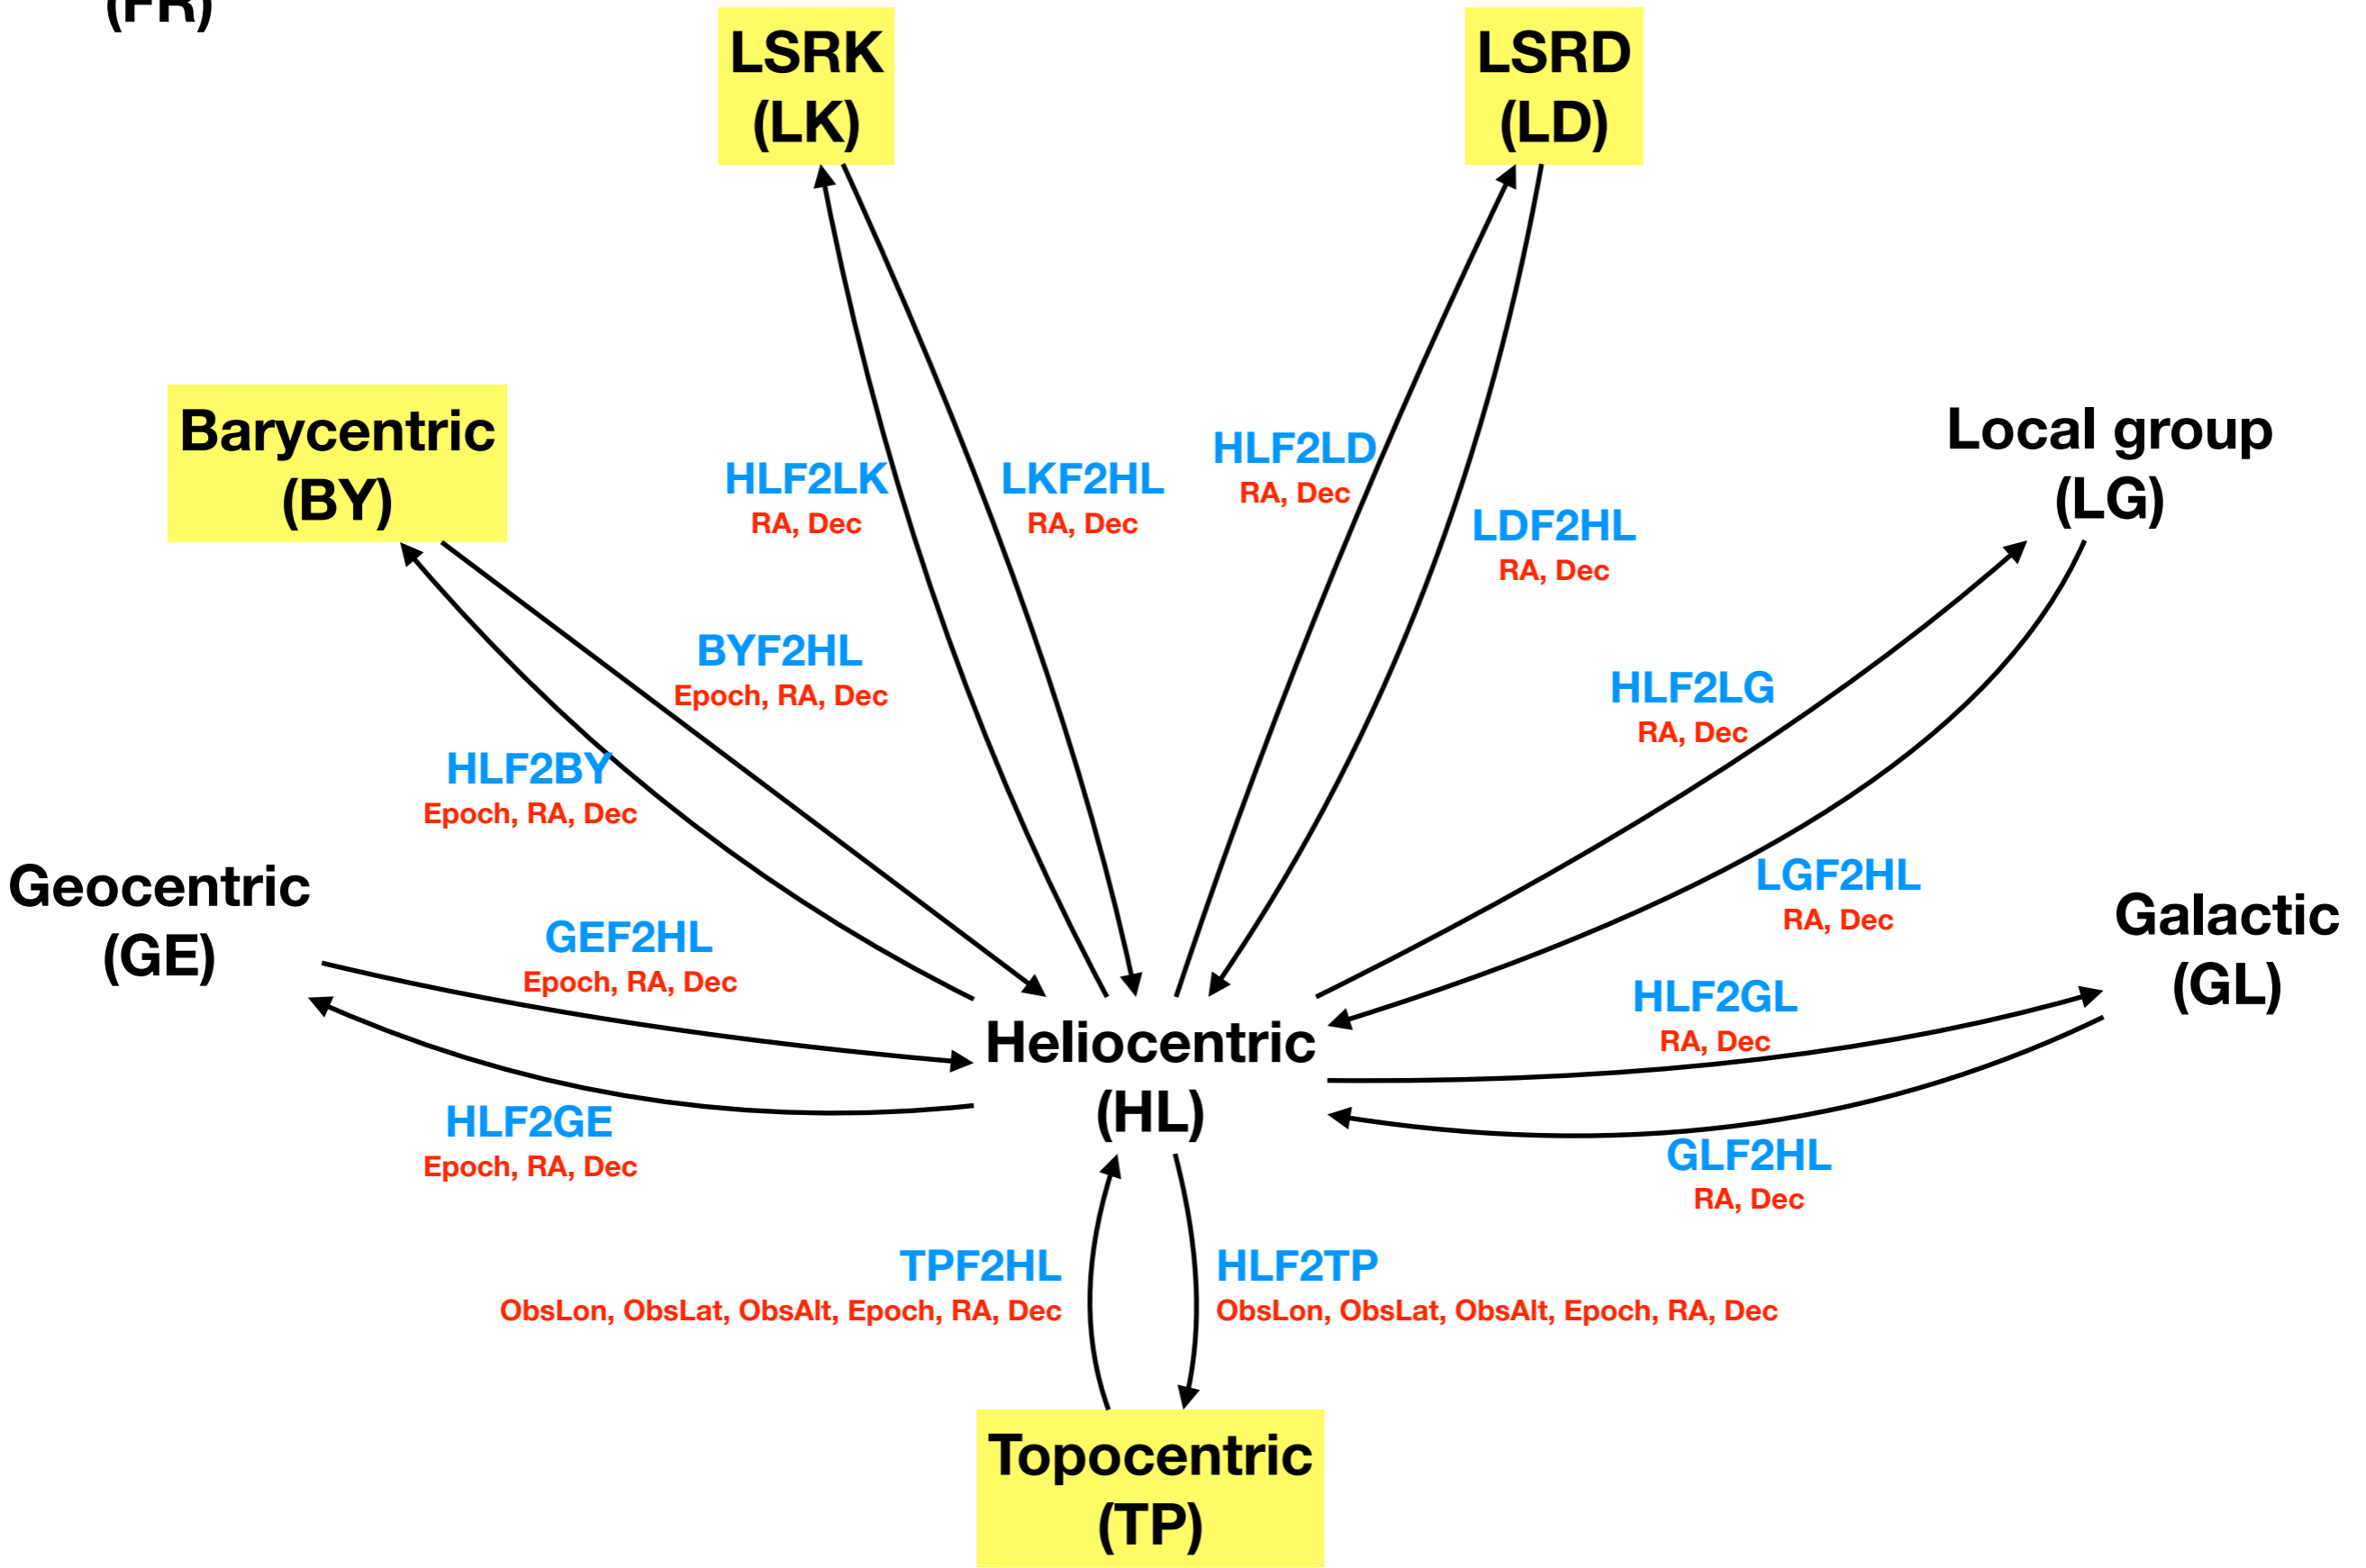 (FR)
LSRK
(LK)
LSRD
(LD)
Barycentric
(BY)
Local group
(LG)
HLF2LK
RA, Dec
LKF2HL
RA, Dec
HLF2LD
RA, Dec
LDF2HL
RA, Dec
BYF2HL
Epoch, RA, Dec
HLF2LG
RA, Dec
HLF2BY
Epoch, RA, Dec
Geocentric
(GE)
LGF2HL
RA, Dec
Galactic
(GL)
GEF2HL
Epoch, RA, Dec
HLF2GL
RA, Dec
Heliocentric
(HL)
HLF2GE
Epoch, RA, Dec
GLF2HL
RA, Dec
TPF2HL
ObsLon, ObsLat, ObsAlt, Epoch, RA, Dec
HLF2TP
ObsLon, ObsLat, ObsAlt, Epoch, RA, Dec
Topocentric
(TP)